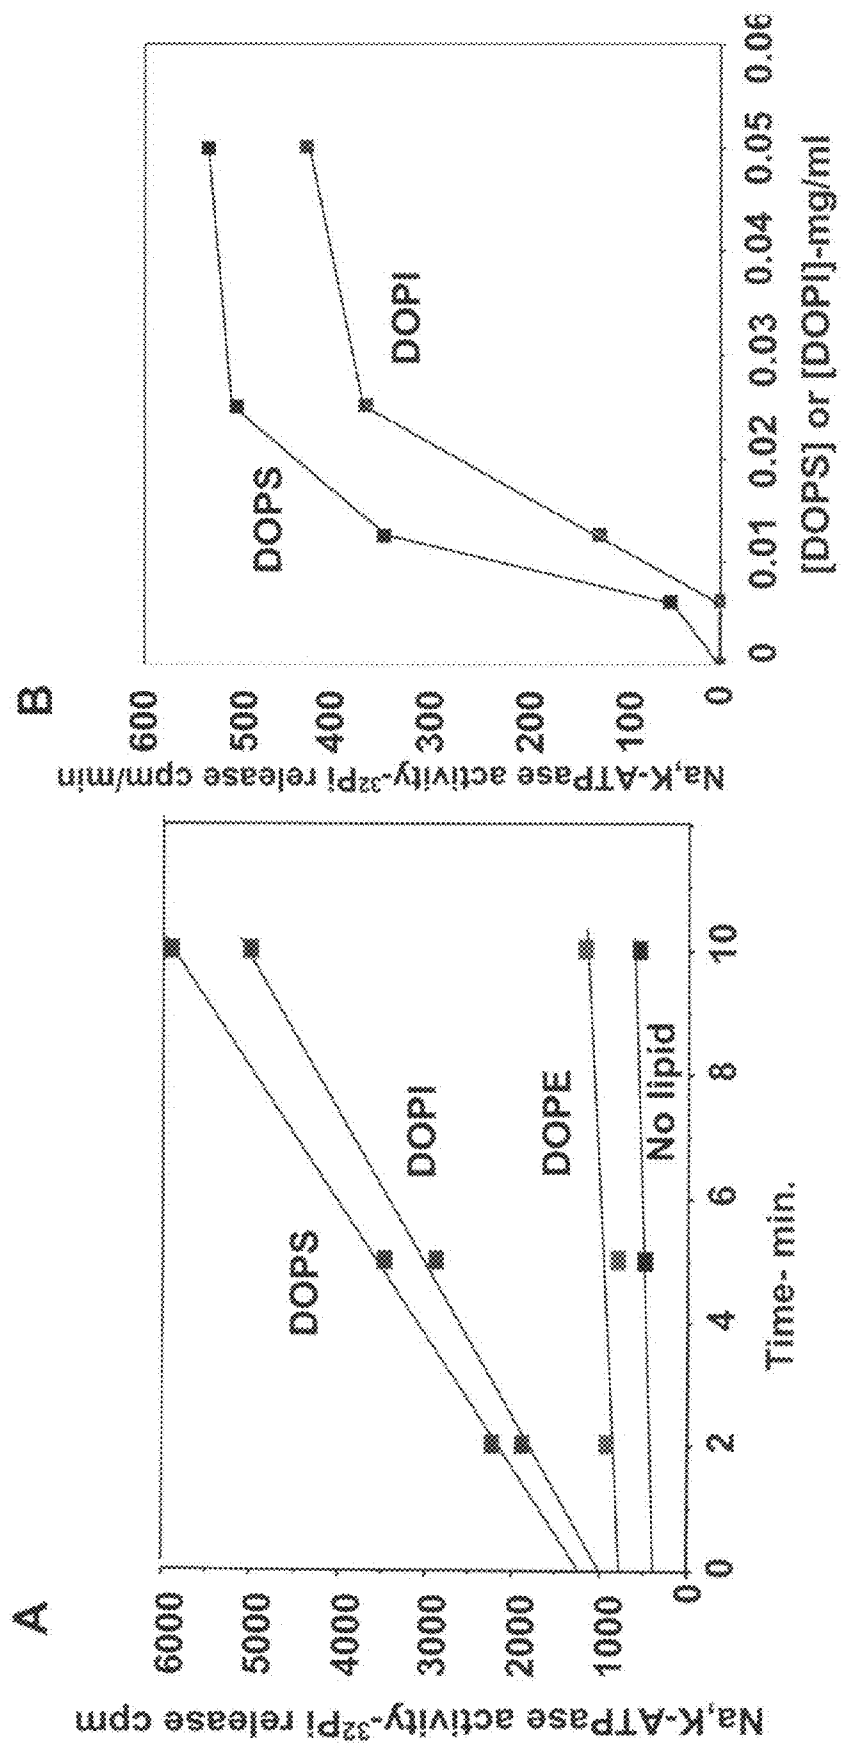 A
Na,K-ATPase activity-³²Pi release cpm
6000
5000
4000
3000
2000
1000
0
DOPS
DOPI
DOPE
No lipid
0 2 4 6 8 10
Time- min.
B
Na,K-ATPase activity-³²Pi release cpm/min
600
500
400
300
200
100
0
DOPS
DOPI
0 0.01 0.02 0.03 0.04 0.05 0.06
[DOPS] or [DOPI]-mg/ml